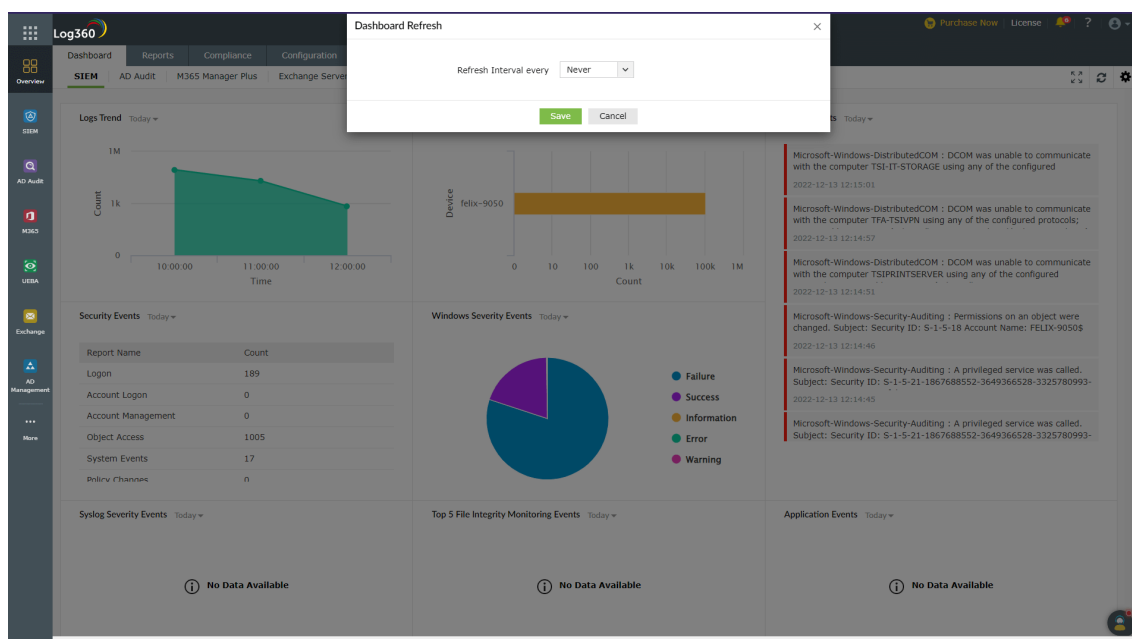 Log360
Dashboard Refresh
Purchase Now
License
6
?
Dashboard
Reports
Compliance
Configuration
Refresh Interval every
Never
Save
Cancel
SIEM
AD Audit
M365 Manager Plus
Exchange Server
Overview
SIEM
AD Audit
M365
UEBA
Exchange
AD
Management
More
Logs Trend Today
1M
1k
0
Count
10:00:00
11:00:00
12:00:00
Time
Device
felix-9050
0
10
100
1k
10k
100k
1M
Count
Today
Microsoft-Windows-DistributedCOM : DCOM was unable to communicate
with the computer TSI-IT-STORAGE using any of the configured
2022-12-13 12:15:01
Microsoft-Windows-DistributedCOM : DCOM was unable to communicate
with the computer TFA-TSIVPN using any of the configured protocols;
2022-12-13 12:14:57
Microsoft-Windows-DistributedCOM : DCOM was unable to communicate
with the computer TSIPRINTSERVER using any of the configured
2022-12-13 12:14:51
Microsoft-Windows-Security-Auditing : Permissions on an object were
changed. Subject: Security ID: S-1-5-18 Account Name: FELIX-9050$
2022-12-13 12:14:46
Microsoft-Windows-Security-Auditing : A privileged service was called.
Subject: Security ID: S-1-5-21-1867688552-3649366528-3325780993-
2022-12-13 12:14:45
Microsoft-Windows-Security-Auditing : A privileged service was called.
Subject: Security ID: S-1-5-21-1867688552-3649366528-3325780993-
Security Events Today
Report Name Count
Logon 189
Account Logon 0
Account Management 0
Object Access 1005
System Events 17
Policy Changes 0
Windows Severity Events Today
Failure
Success
Information
Error
Warning
Syslog Severity Events Today
No Data Available
Top 5 File Integrity Monitoring Events Today
No Data Available
Application Events Today
No Data Available